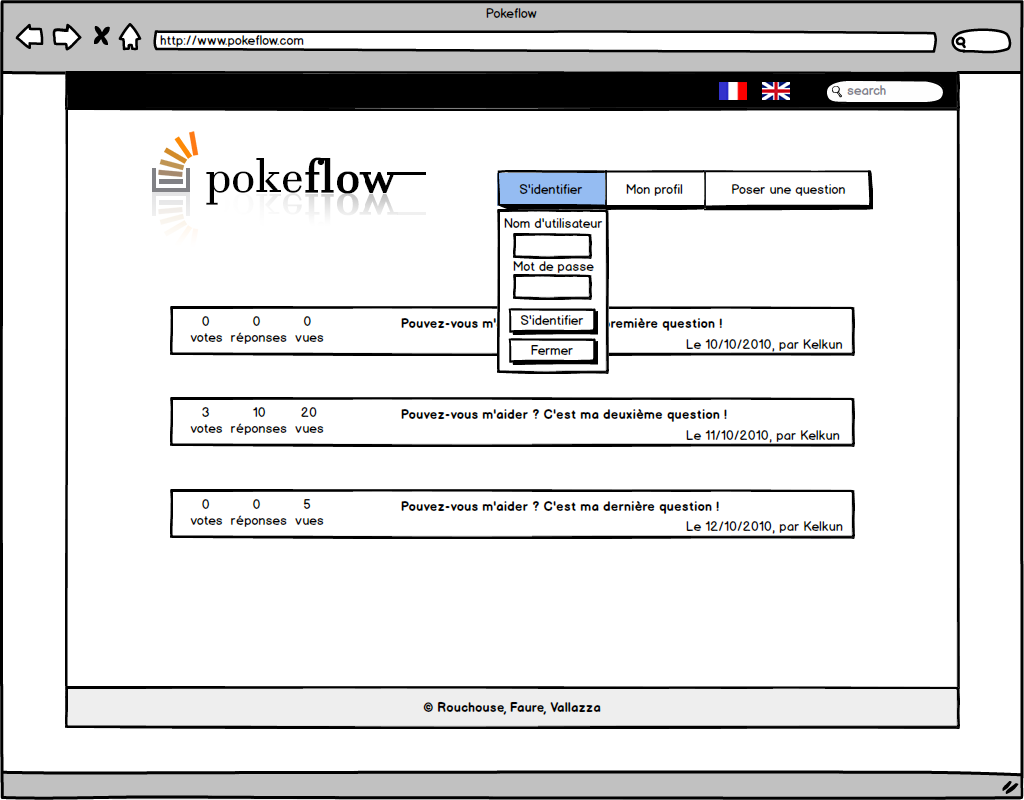 Pokeflow
http://www.pokeflow.com
search
pokeflow
S'identifier Mon profil Poser une question
Nom d'utilisateur
Mot de passe
S'identifier
Fermer
0 0 0
votes réponses vues
Pouvez-vous m' première question !
Le 10/10/2010, par Kelkun
3 10 20
votes réponses vues
Pouvez-vous m'aider ? C'est ma deuxième question !
Le 11/10/2010, par Kelkun
0 0 5
votes réponses vues
Pouvez-vous m'aider ? C'est ma dernière question !
Le 12/10/2010, par Kelkun
© Rouchouse, Faure, Vallazza